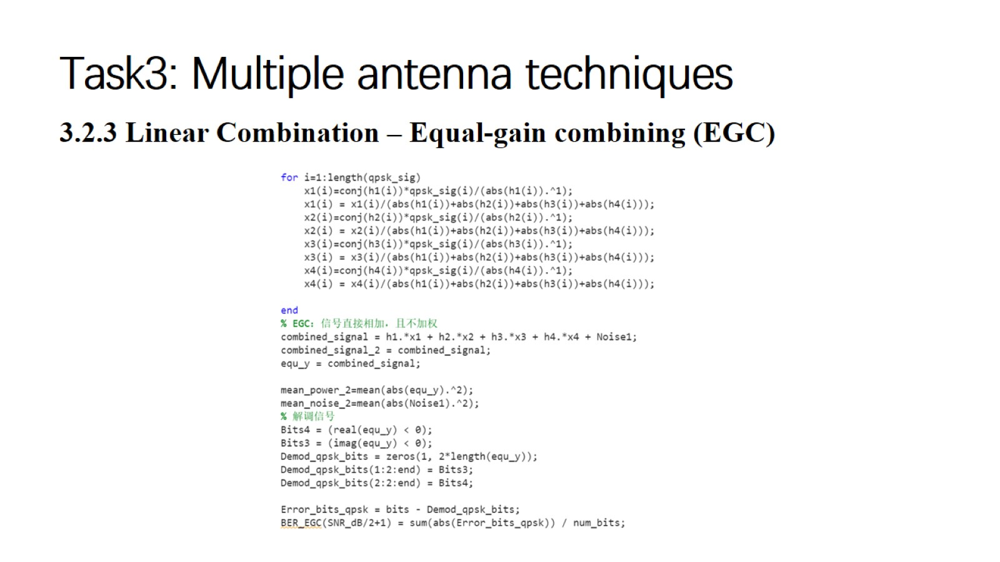 Task3: Multiple antenna techniques
3.2.3 Linear Combination – Equal-gain combining (EGC)
for i=1:length(qpsk_sig)
x1(i)=conj(h1(i))*qpsk_sig(i)/(abs(h1(i)).^1);
x1(i) = x1(i)/(abs(h1(i))+abs(h2(i))+abs(h3(i))+abs(h4(i)));
x2(i)=conj(h2(i))*qpsk_sig(i)/(abs(h2(i)).^1);
x2(i) = x2(i)/(abs(h1(i))+abs(h2(i))+abs(h3(i))+abs(h4(i)));
x3(i)=conj(h3(i))*qpsk_sig(i)/(abs(h3(i)).^1);
x3(i) = x3(i)/(abs(h1(i))+abs(h2(i))+abs(h3(i))+abs(h4(i)));
x4(i)=conj(h4(i))*qpsk_sig(i)/(abs(h4(i)).^1);
x4(i) = x4(i)/(abs(h1(i))+abs(h2(i))+abs(h3(i))+abs(h4(i)));
end
% EGC：信号直接相加，且不加权
combined_signal = h1.*x1 + h2.*x2 + h3.*x3 + h4.*x4 + Noise1;
combined_signal_2 = combined_signal;
equ_y = combined_signal;
mean_power_2=mean(abs(equ_y).^2);
mean_noise_2=mean(abs(Noise1).^2);
% 解调信号
Bits4 = (real(equ_y) < 0);
Bits3 = (imag(equ_y) < 0);
Demod_qpsk_bits = zeros(1, 2*length(equ_y));
Demod_qpsk_bits(1:2:end) = Bits3;
Demod_qpsk_bits(2:2:end) = Bits4;
Error_bits_qpsk = bits - Demod_qpsk_bits;
BER_EGC(SNR_dB/2+1) = sum(abs(Error_bits_qpsk)) / num_bits;